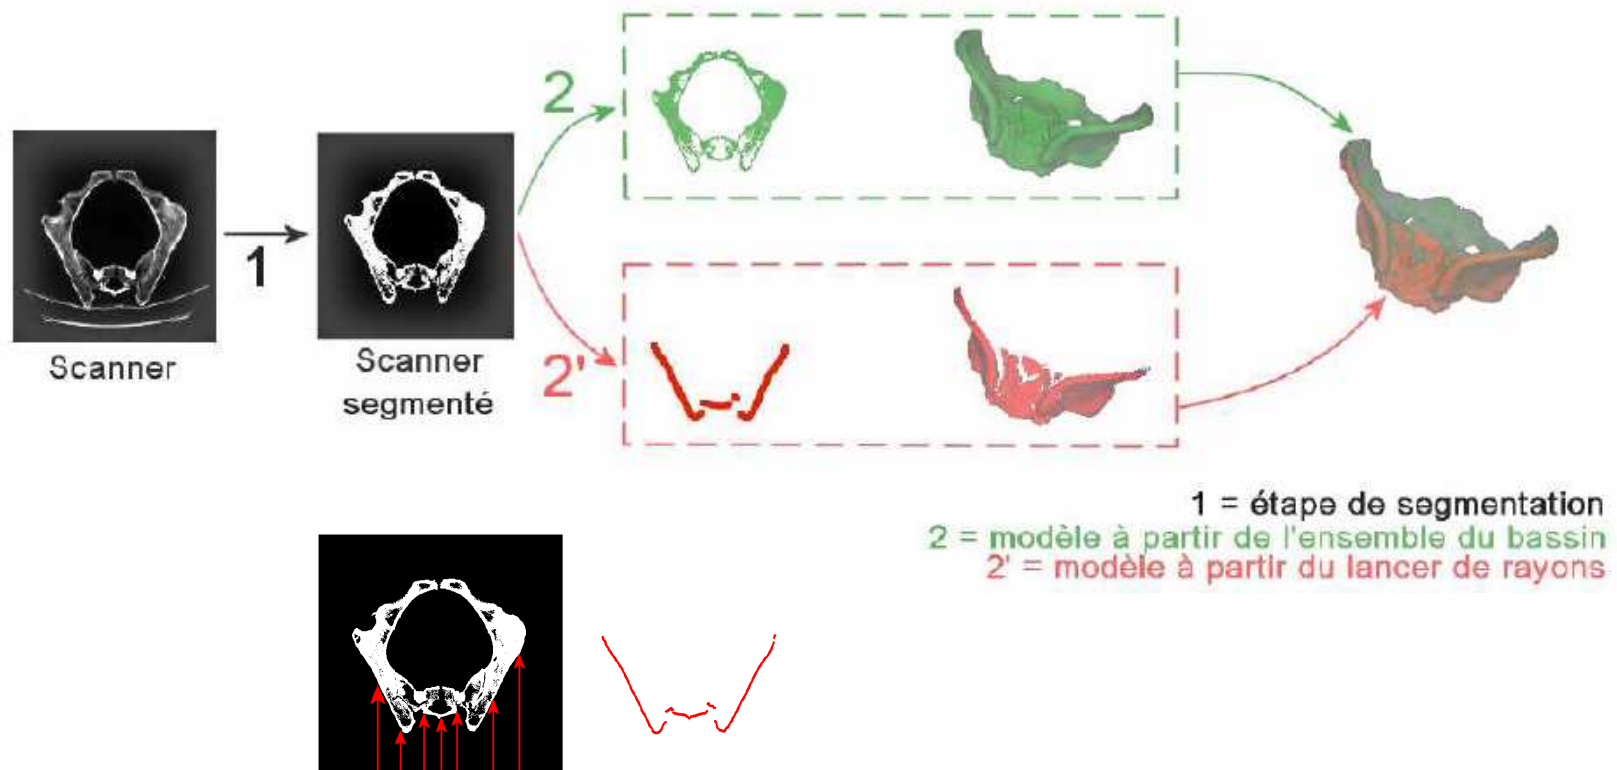 2
1
Scanner
Scanner
segmenté
2'
1 = étape de segmentation
2 = modèle à partir de l'ensemble du bassin
2' = modèle à partir du lancer de rayons